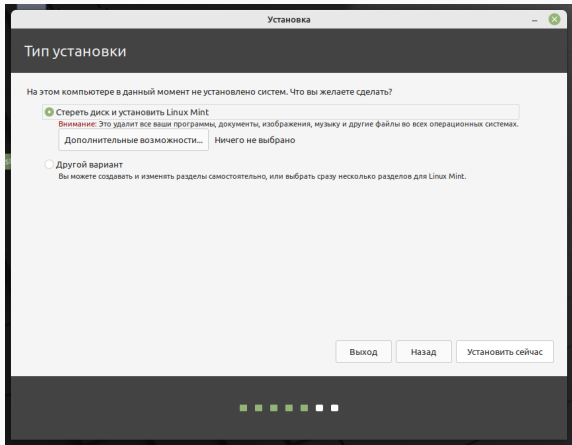 Установка
Тип установки
На этом компьютере в данный момент не установлено систем. Что вы желаете сделать?
Стереть диск и установить Linux Mint
Внимание: Это удалит все ваши программы, документы, изображения, музыку и другие файлы во всех операционных системах.
Дополнительные возможности... Ничего не выбрано
Другой вариант
Вы можете создавать и изменять разделы самостоятельно, или выбрать сразу несколько разделов для Linux Mint.
Выход Назад Установить сейчас